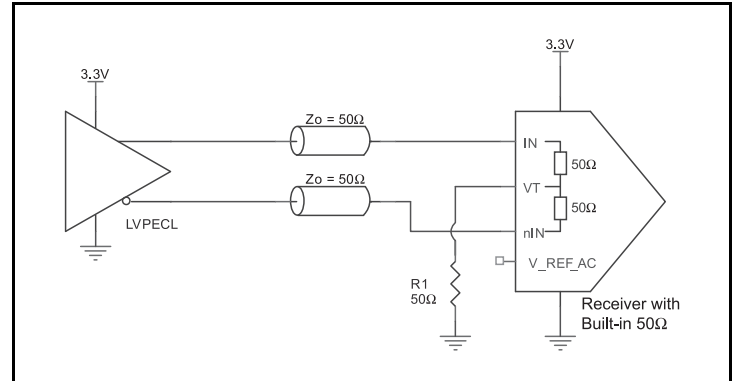 3.3V
3.3V
Zo = 50Ω
IN
50Ω
Zo = 50Ω
VT
50Ω
LVPECL
nIN
V_REF_AC
R1
50Ω
Receiver with
Built-in 50Ω